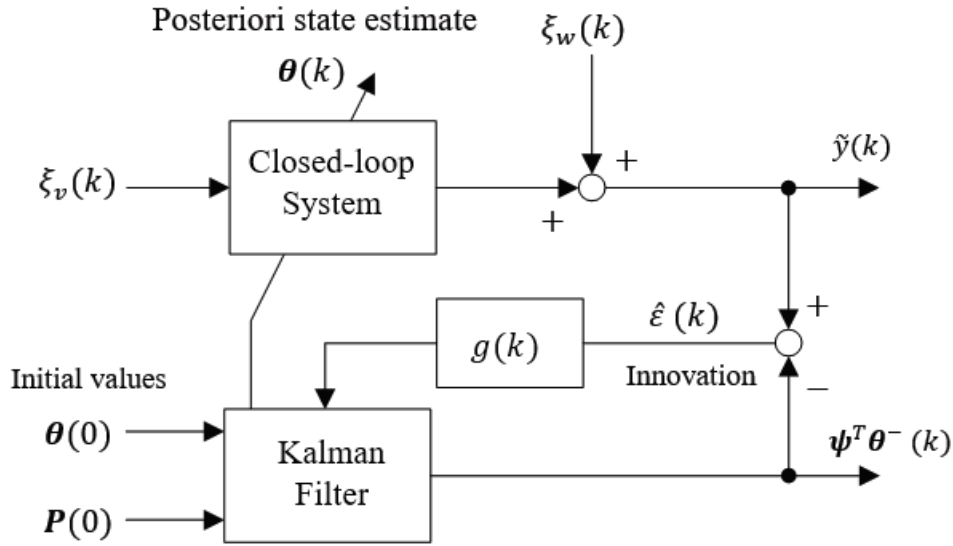 Posteriori state estimate
𝜽(k)
ξ_w(k)
ξ_v(k)
Closed-loop
System
+
+
ỹ(k)
g(k)
ε̂ (k)
Innovation
+
−
Initial values
𝜽(0)
𝑷(0)
Kalman
Filter
𝝍^T 𝜽^− (k)